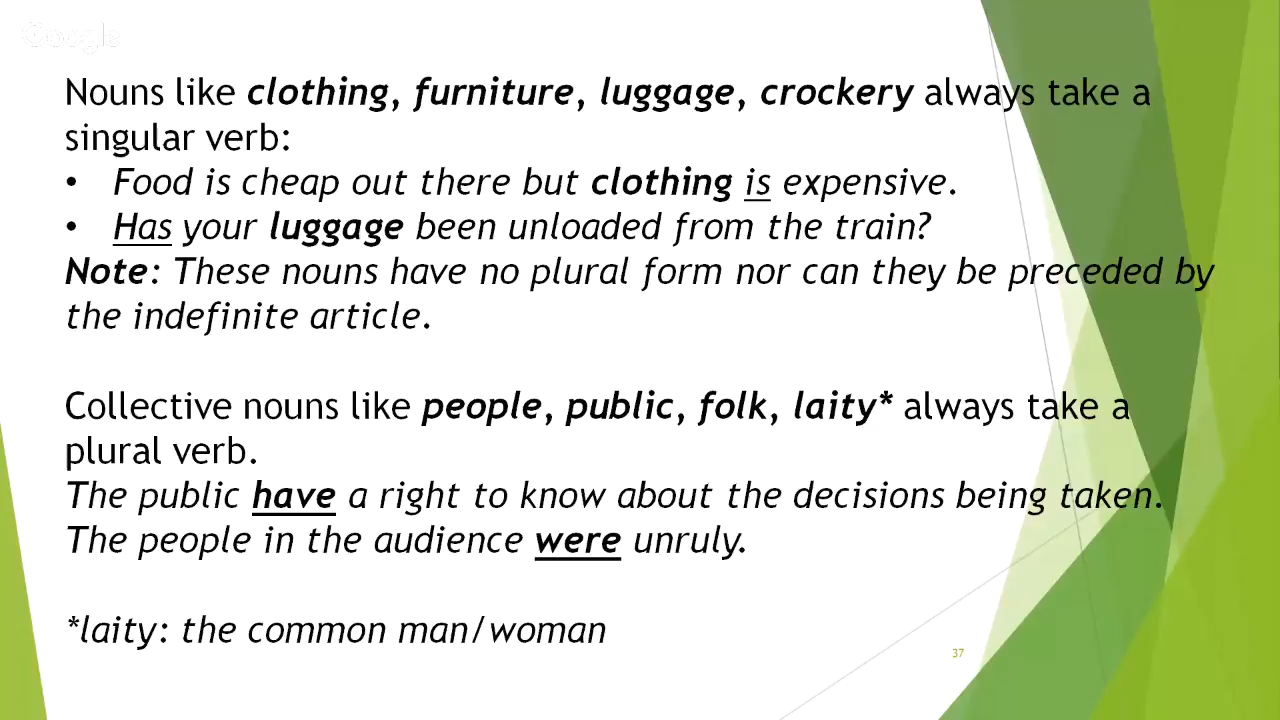 Google
Nouns like clothing, furniture, luggage, crockery always take a
singular verb:
• Food is cheap out there but clothing is expensive.
• Has your luggage been unloaded from the train?
Note: These nouns have no plural form nor can they be preceded by
the indefinite article.
Collective nouns like people, public, folk, laity* always take a
plural verb.
The public have a right to know about the decisions being taken.
The people in the audience were unruly.
*laity: the common man/woman
37